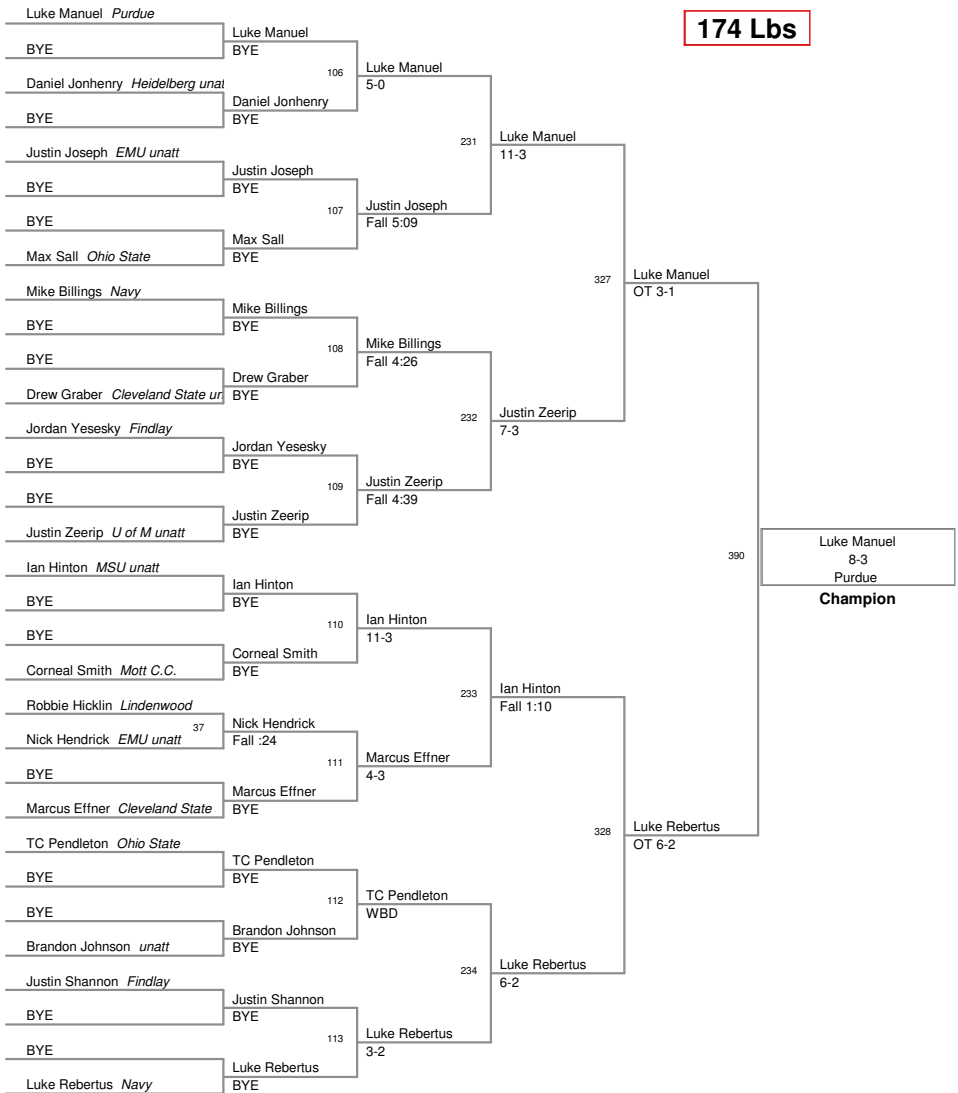 174 Lbs
Luke Manuel Purdue
BYE
Daniel Jonhenry Heidelberg unat
BYE
Justin Joseph EMU unatt
BYE
BYE
Max Sall Ohio State
Mike Billings Navy
BYE
BYE
Drew Graber Cleveland State un
Jordan Yesesky Findlay
BYE
BYE
Justin Zeerip U of M unatt
Ian Hinton MSU unatt
BYE
BYE
Corneal Smith Mott C.C.
Robbie Hicklin Lindenwood
37
Nick Hendrick EMU unatt
BYE
Marcus Effner Cleveland State
TC Pendleton Ohio State
BYE
BYE
Brandon Johnson unatt
Justin Shannon Findlay
BYE
BYE
Luke Rebertus Navy
Luke Manuel
BYE
106
Daniel Jonhenry
BYE
Justin Joseph
BYE
107
Max Sall
BYE
Mike Billings
BYE
108
Drew Graber
BYE
Jordan Yesesky
BYE
109
Justin Zeerip
BYE
Ian Hinton
BYE
110
Corneal Smith
BYE
Nick Hendrick
Fall :24
111
Marcus Effner
BYE
TC Pendleton
BYE
112
Brandon Johnson
BYE
Justin Shannon
BYE
113
Luke Rebertus
BYE
Luke Manuel
5-0
231
Justin Joseph
Fall 5:09
Mike Billings
Fall 4:26
232
Justin Zeerip
Fall 4:39
Ian Hinton
11-3
233
Marcus Effner
4-3
TC Pendleton
WBD
234
Luke Rebertus
3-2
Luke Manuel
11-3
327
Justin Zeerip
7-3
Ian Hinton
Fall 1:10
328
Luke Rebertus
6-2
Luke Manuel
OT 3-1
390
Luke Rebertus
OT 6-2
Luke Manuel
8-3
Purdue
Champion